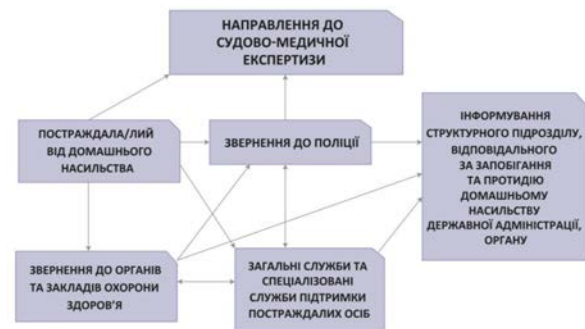 НАПРАВЛЕННЯ ДО
СУДОВО-МЕДИЧНОЇ
ЕКСПЕРТИЗИ
ПОСТРАЖДАЛА/ЛИЙ
ВІД ДОМАШНЬОГО
НАСИЛЬСТВА
ЗВЕРНЕННЯ ДО ПОЛІЦІЇ
ІНФОРМУВАННЯ
СТРУКТУРНОГО ПІДРОЗДІЛУ,
ВІДПОВІДАЛЬНОГО
ЗА ЗАПОБІГАННЯ
ТА ПРОТИДІЮ
ДОМАШНЬОМУ
НАСИЛЬСТВУ
ДЕРЖАВНОЇ АДМІНІСТРАЦІЇ,
ОРГАНУ
ЗВЕРНЕННЯ ДО ОРГАНІВ
ТА ЗАКЛАДІВ ОХОРОНИ
ЗДОРОВ'Я
ЗАГАЛЬНІ СЛУЖБИ ТА
СПЕЦІАЛІЗОВАНІ
СЛУЖБИ ПІДТРИМКИ
ПОСТРАЖДАЛИХ ОСІБ